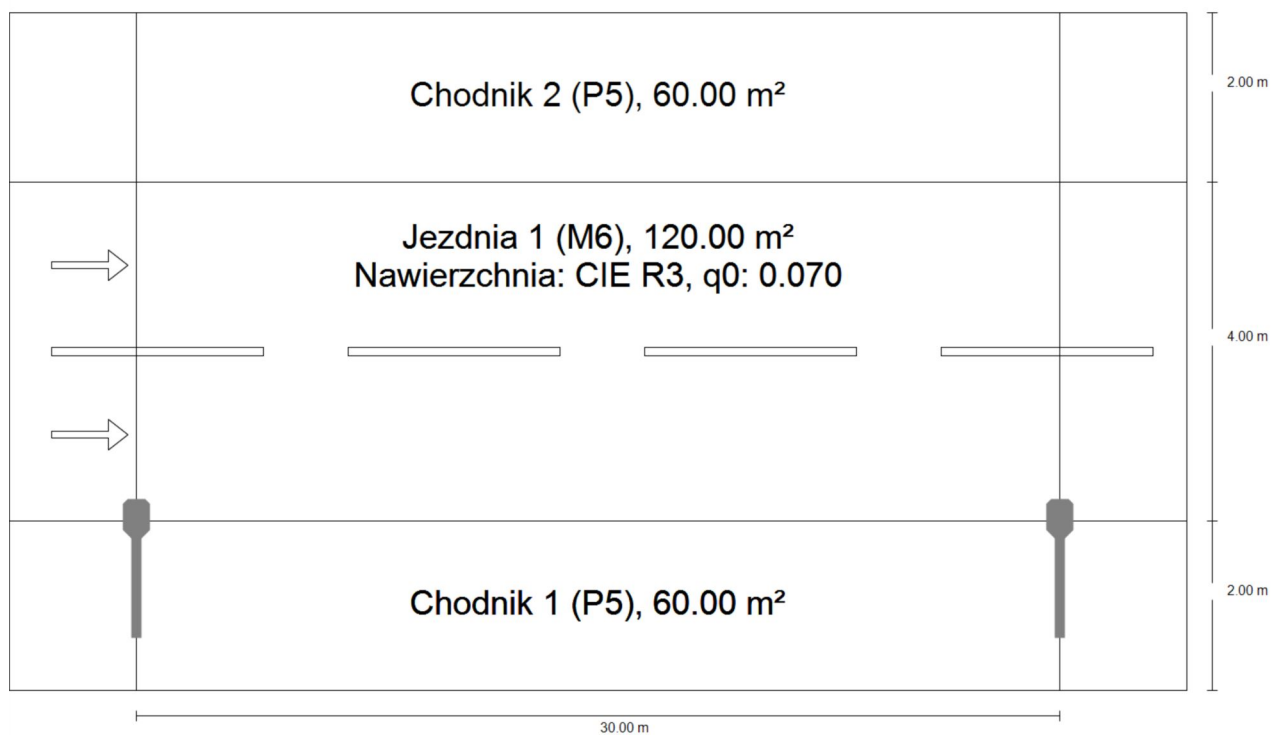 Chodnik 2 (P5), 60.00 m²
2.00 m
Jezdnia 1 (M6), 120.00 m²
Nawierzchnia: CIE R3, q0: 0.070
4.00 m
Chodnik 1 (P5), 60.00 m²
2.00 m
30.00 m